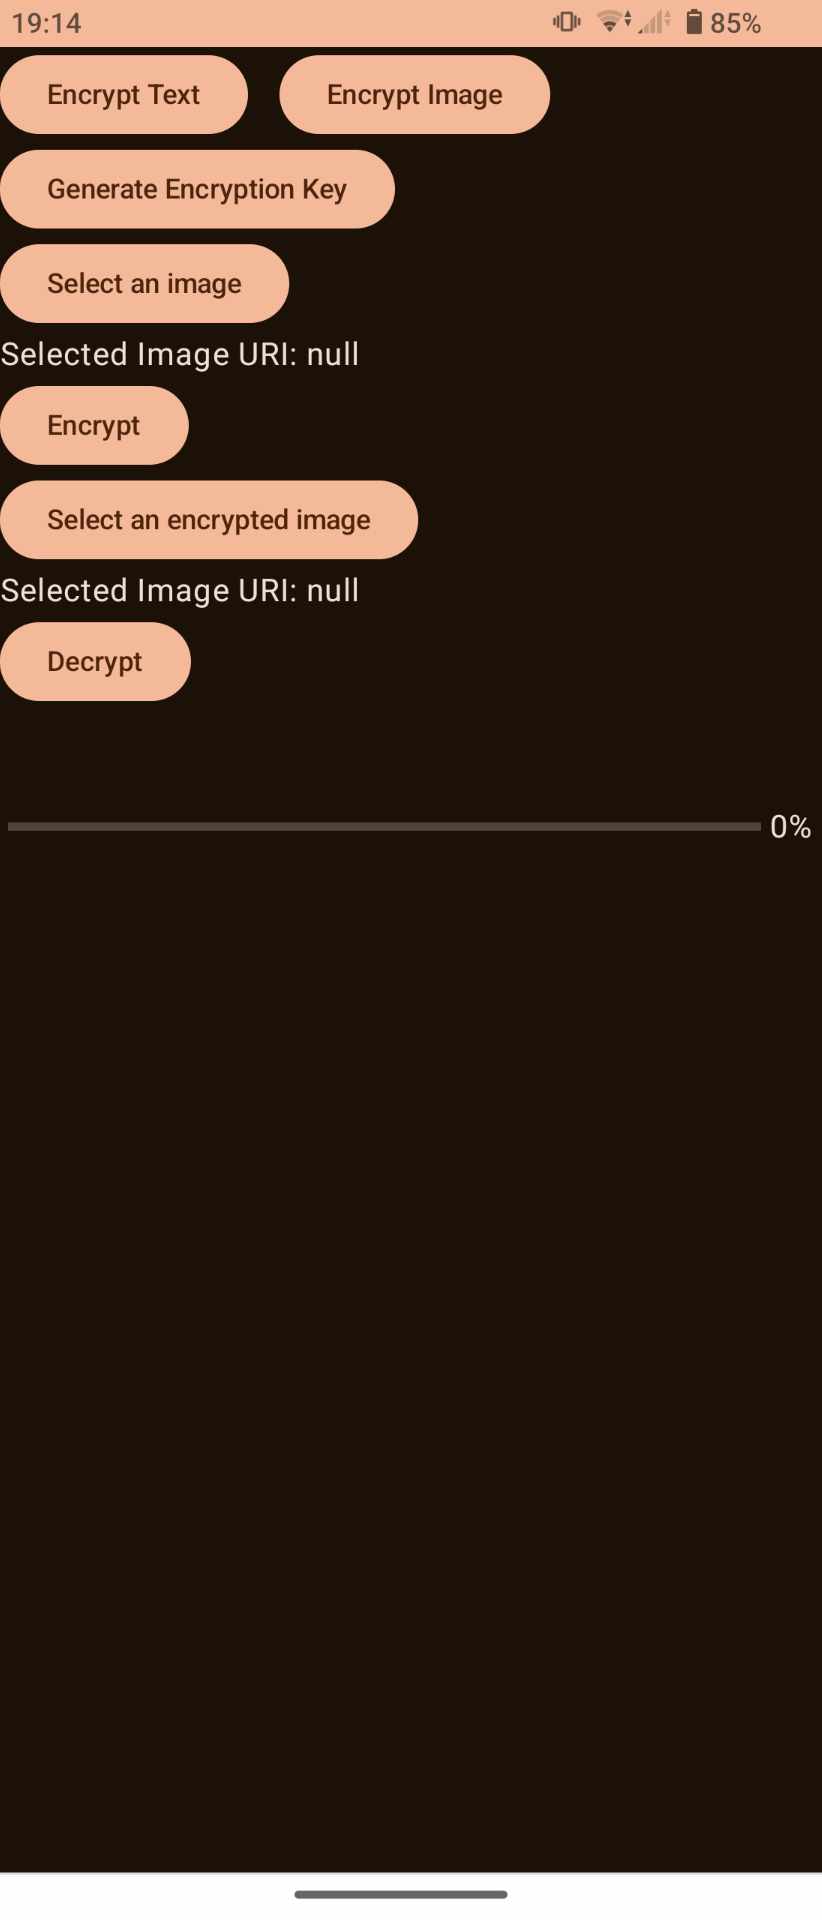 19:14 85%
Encrypt Text Encrypt Image
Generate Encryption Key
Select an image
Selected Image URI: null
Encrypt
Select an encrypted image
Selected Image URI: null
Decrypt
0%